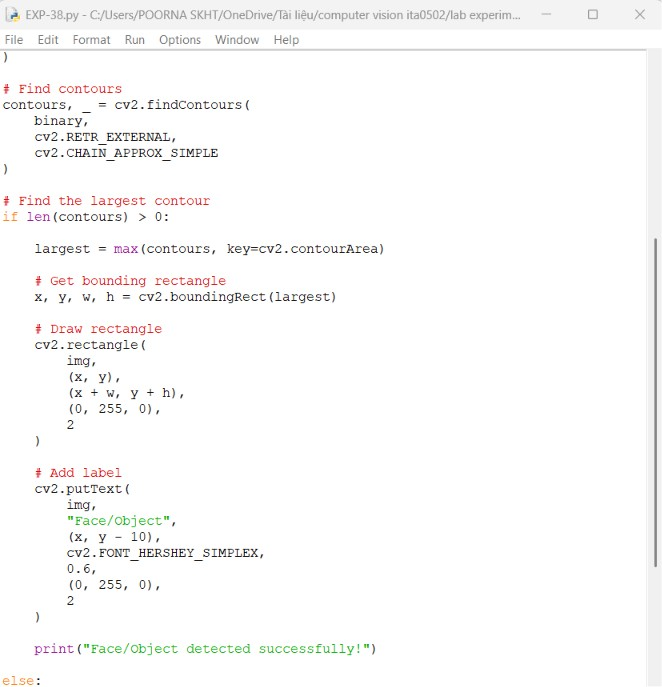 EXP-38.py - C:/Users/POORNA SKHT/OneDrive/Tài liệu/computer vision ita0502/lab experim...
File Edit Format Run Options Window Help
)
# Find contours
contours, _ = cv2.findContours(
    binary,
    cv2.RETR_EXTERNAL,
    cv2.CHAIN_APPROX_SIMPLE
)
# Find the largest contour
if len(contours) > 0:
    largest = max(contours, key=cv2.contourArea)
    # Get bounding rectangle
    x, y, w, h = cv2.boundingRect(largest)
    # Draw rectangle
    cv2.rectangle(
        img,
        (x, y),
        (x + w, y + h),
        (0, 255, 0),
        2
    )
    # Add label
    cv2.putText(
        img,
        "Face/Object",
        (x, y - 10),
        cv2.FONT_HERSHEY_SIMPLEX,
        0.6,
        (0, 255, 0),
        2
    )
    print("Face/Object detected successfully!")
else: